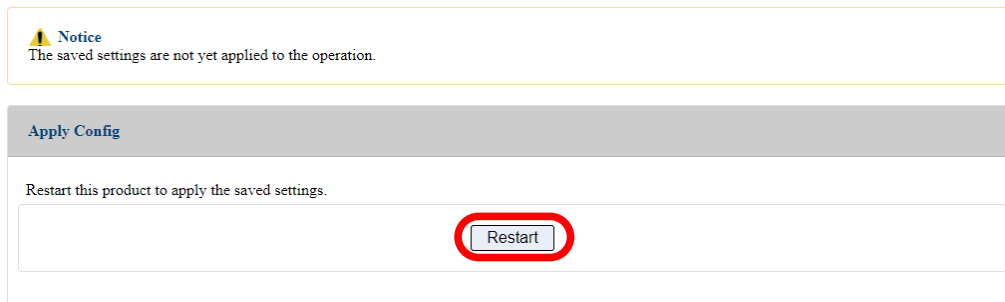 Notice
The saved settings are not yet applied to the operation.
Apply Config
Restart this product to apply the saved settings.
Restart